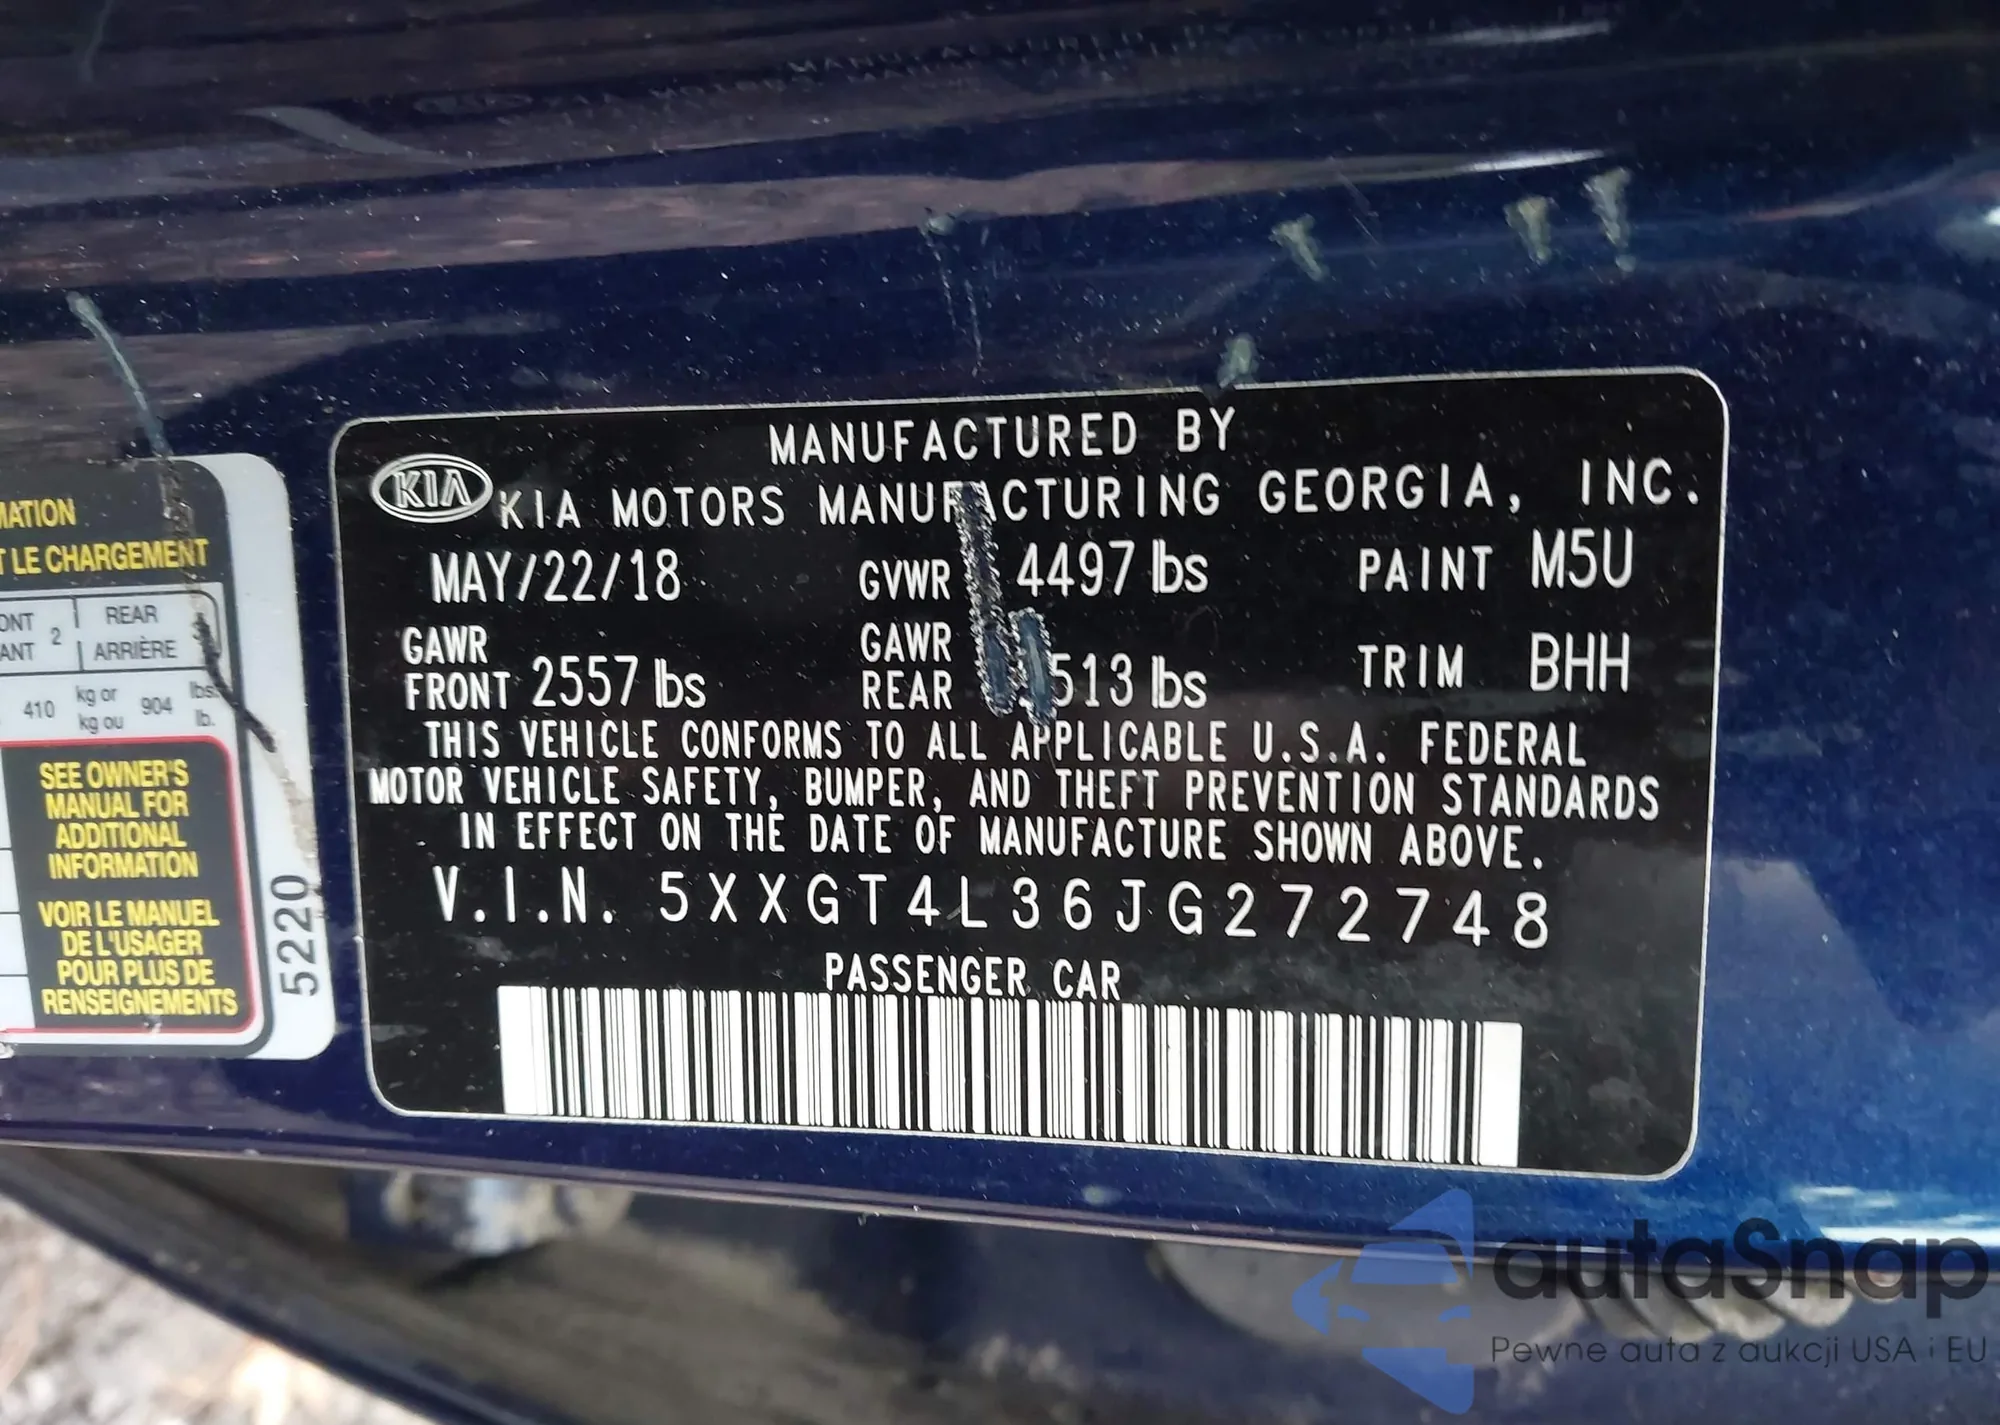 MATION
T LE CHARGEMENT
ONT 2 REAR
ANT ARRIÈRE
410 kg or 904 lbs.
kg ou lb.
SEE OWNER'S
MANUAL FOR
ADDITIONAL
INFORMATION
VOIR LE MANUEL
DE L'USAGER
POUR PLUS DE
RENSEIGNEMENTS
5220
MANUFACTURED BY
KIA KIA MOTORS MANUFACTURING GEORGIA, INC.
MAY/22/18 GVWR 4497 lbs PAINT M5U
GAWR GAWR
FRONT 2557 lbs REAR 513 lbs TRIM BHH
THIS VEHICLE CONFORMS TO ALL APPLICABLE U.S.A. FEDERAL
MOTOR VEHICLE SAFETY, BUMPER, AND THEFT PREVENTION STANDARDS
IN EFFECT ON THE DATE OF MANUFACTURE SHOWN ABOVE.
V.I.N. 5XXGT4L36JG272748
PASSENGER CAR
autaSnap
Pewne auta z aukcji USA i EU